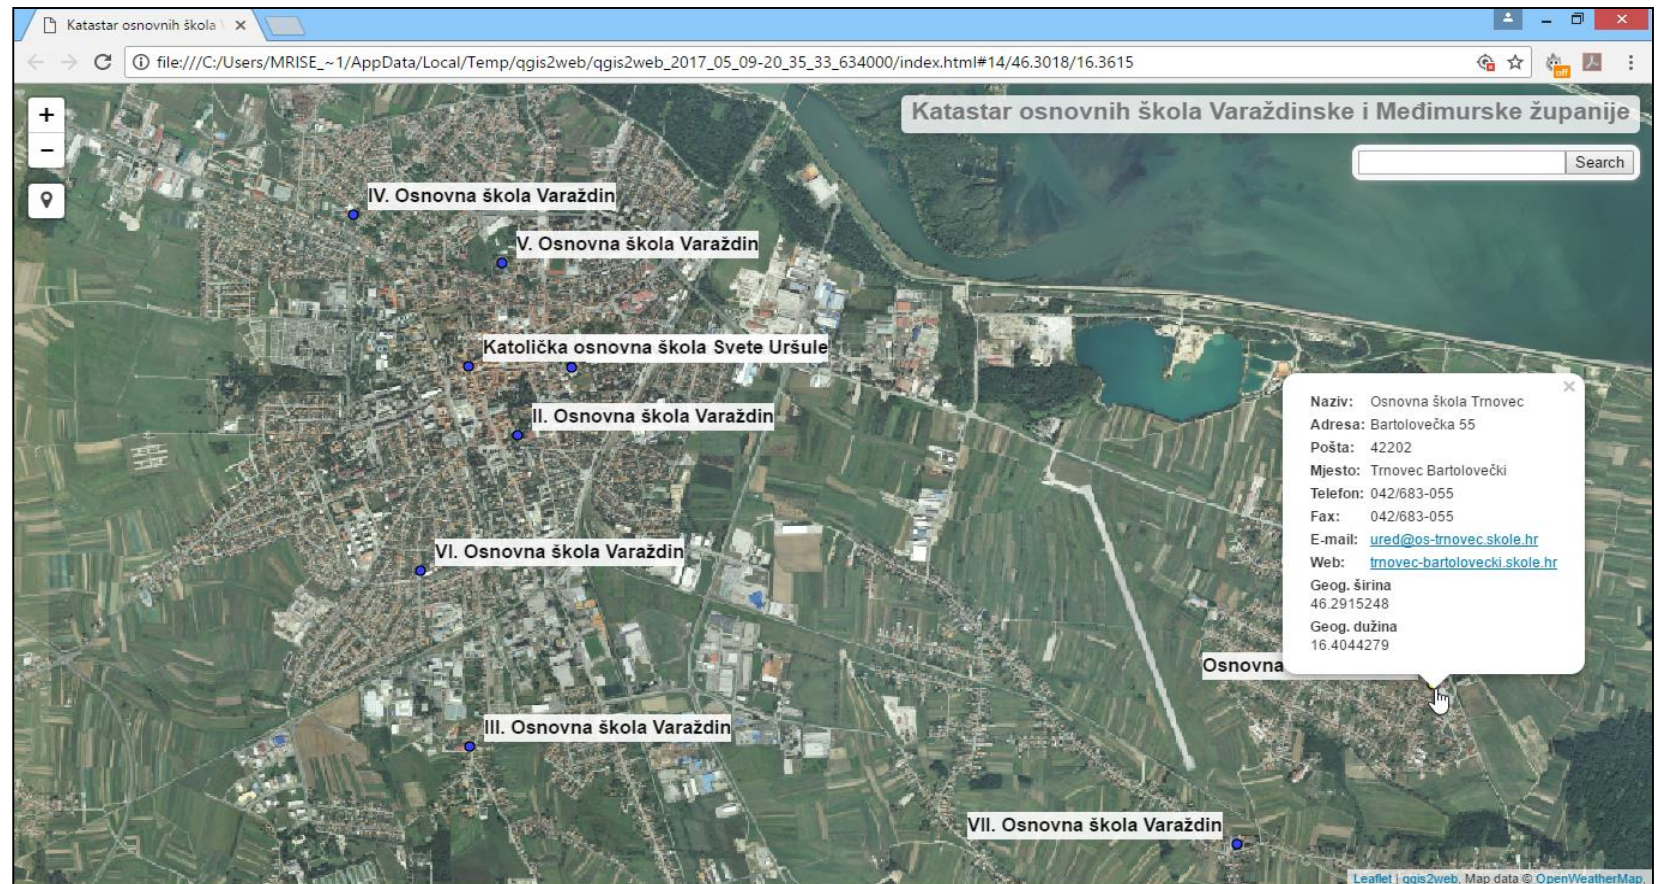 Katastar osnovnih škola V
file:///C:/Users/MRISE_~1/AppData/Local/Temp/qgis2web/qgis2web_2017_05_09-20_35_33_634000/index.html#14/46.3018/16.3615
off
+
−
Katastar osnovnih škola Varaždinske i Međimurske županije
Search
IV. Osnovna škola Varaždin
V. Osnovna škola Varaždin
Katolička osnovna škola Svete Uršule
II. Osnovna škola Varaždin
VI. Osnovna škola Varaždin
III. Osnovna škola Varaždin
VII. Osnovna škola Varaždin
Osnovna
Naziv: Osnovna škola Trnovec
Adresa: Bartolovečka 55
Pošta: 42202
Mjesto: Trnovec Bartolovečki
Telefon: 042/683-055
Fax: 042/683-055
E-mail: ured@os-trnovec.skole.hr
Web: trnovec-bartolovecki.skole.hr
Geog. širina
46.2915248
Geog. dužina
16.4044279
Leaflet | qgis2web, Map data © OpenWeatherMap.